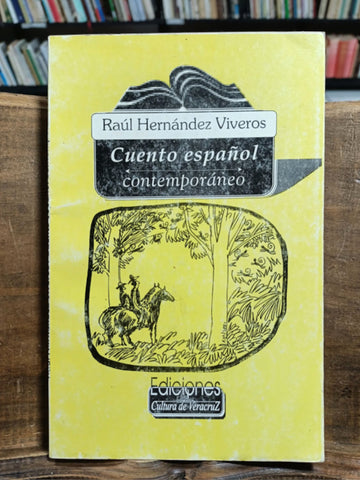 Raúl Hernández Viveros
Cuento español
contemporáneo
Ediciones
Cultura de VeracruZ